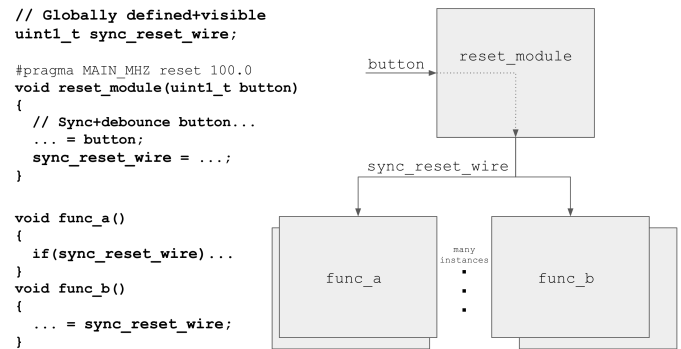 // Globally defined+visible
uint1_t sync_reset_wire;
#pragma MAIN_MHZ reset 100.0
void reset_module(uint1_t button)
{
// Sync+debounce button...
... = button;
sync_reset_wire = ...;
}
void func_a()
{
if(sync_reset_wire)...
}
void func_b()
{
... = sync_reset_wire;
}
reset_module
button
sync_reset_wire
many
instances
func_a
func_b